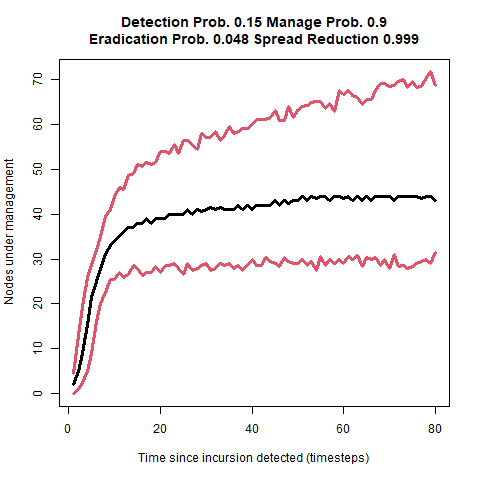 Detection Prob. 0.15 Manage Prob. 0.9
Eradication Prob. 0.048 Spread Reduction 0.999
Nodes under management
70
60
50
40
30
20
10
0
0 20 40 60 80
Time since incursion detected (timesteps)